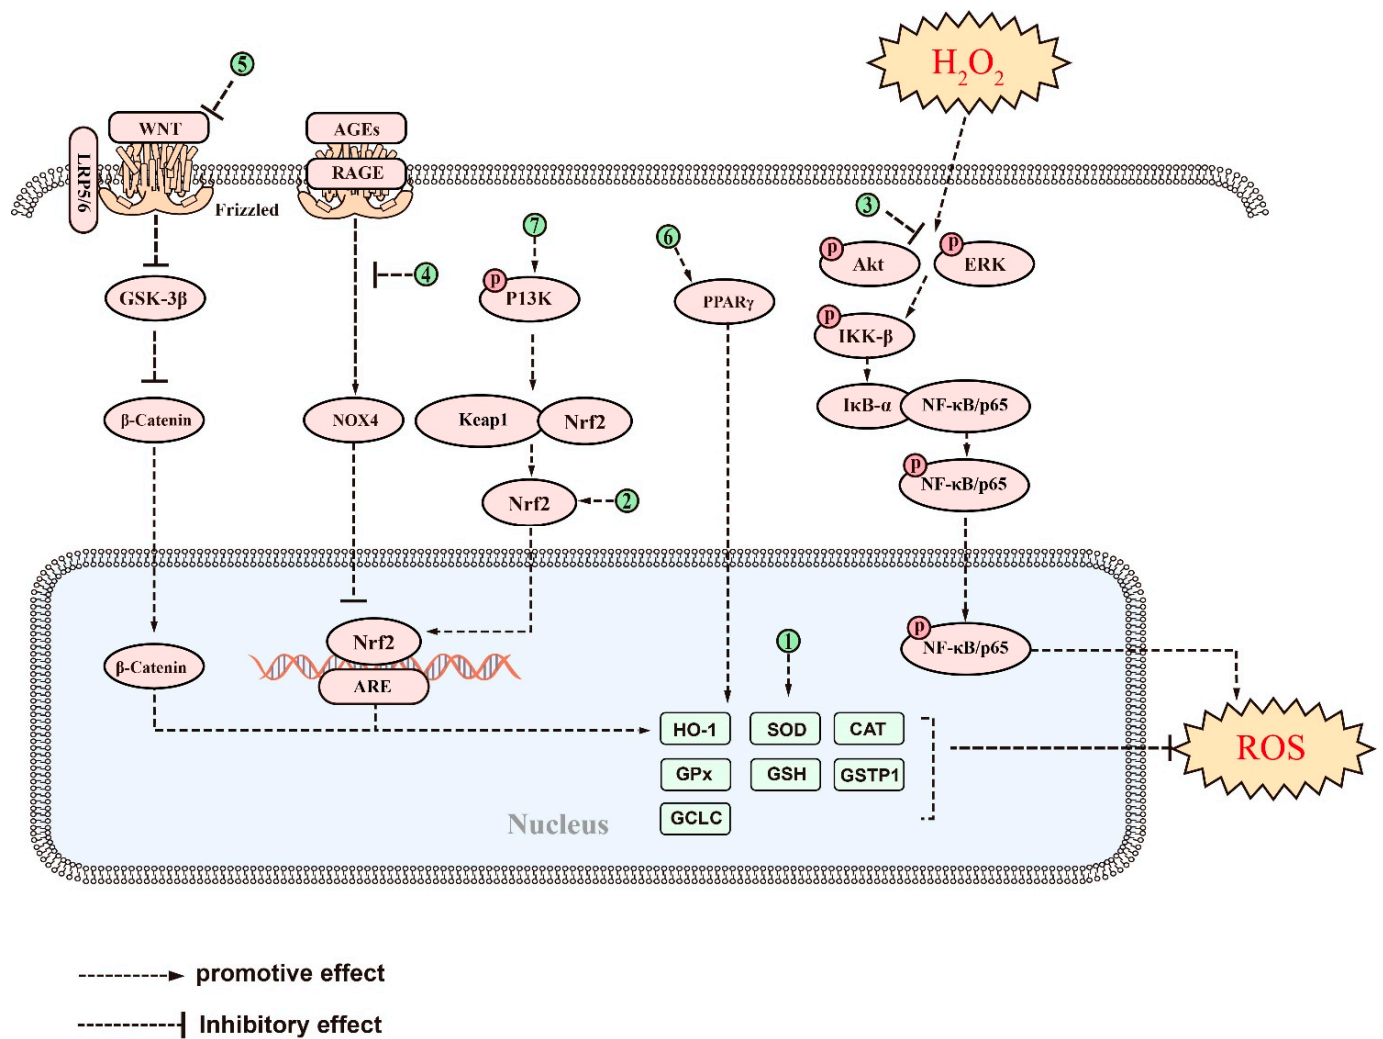 H₂O₂
5
WNT
AGEs
LRP5/6
RAGE
Frizzled
3
7
6
p
Akt
p
ERK
4
p
P13K
GSK-3β
PPARγ
p
IKK-β
β-Catenin
NOX4
Keap1
Nrf2
IκB-α
NF-κB/p65
p
NF-κB/p65
Nrf2
2
Nrf2
ARE
β-Catenin
1
p
NF-κB/p65
HO-1
SOD
CAT
GPx
GSH
GSTP1
GCLC
ROS
Nucleus
promotive effect
Inhibitory effect